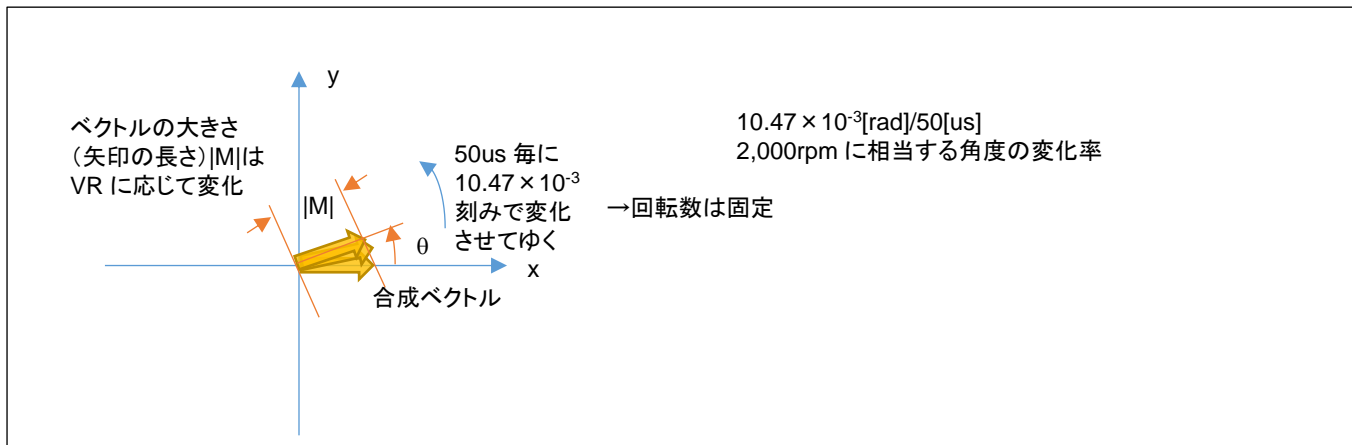 y
ベクトルの大きさ
(矢印の長さ)|M|は
VR に応じて変化
|M|
50us 毎に
10.47×10⁻³
刻みで変化
させてゆく
→回転数は固定
10.47×10⁻³[rad]/50[us]
2,000rpm に相当する角度の変化率
θ
x
合成ベクトル